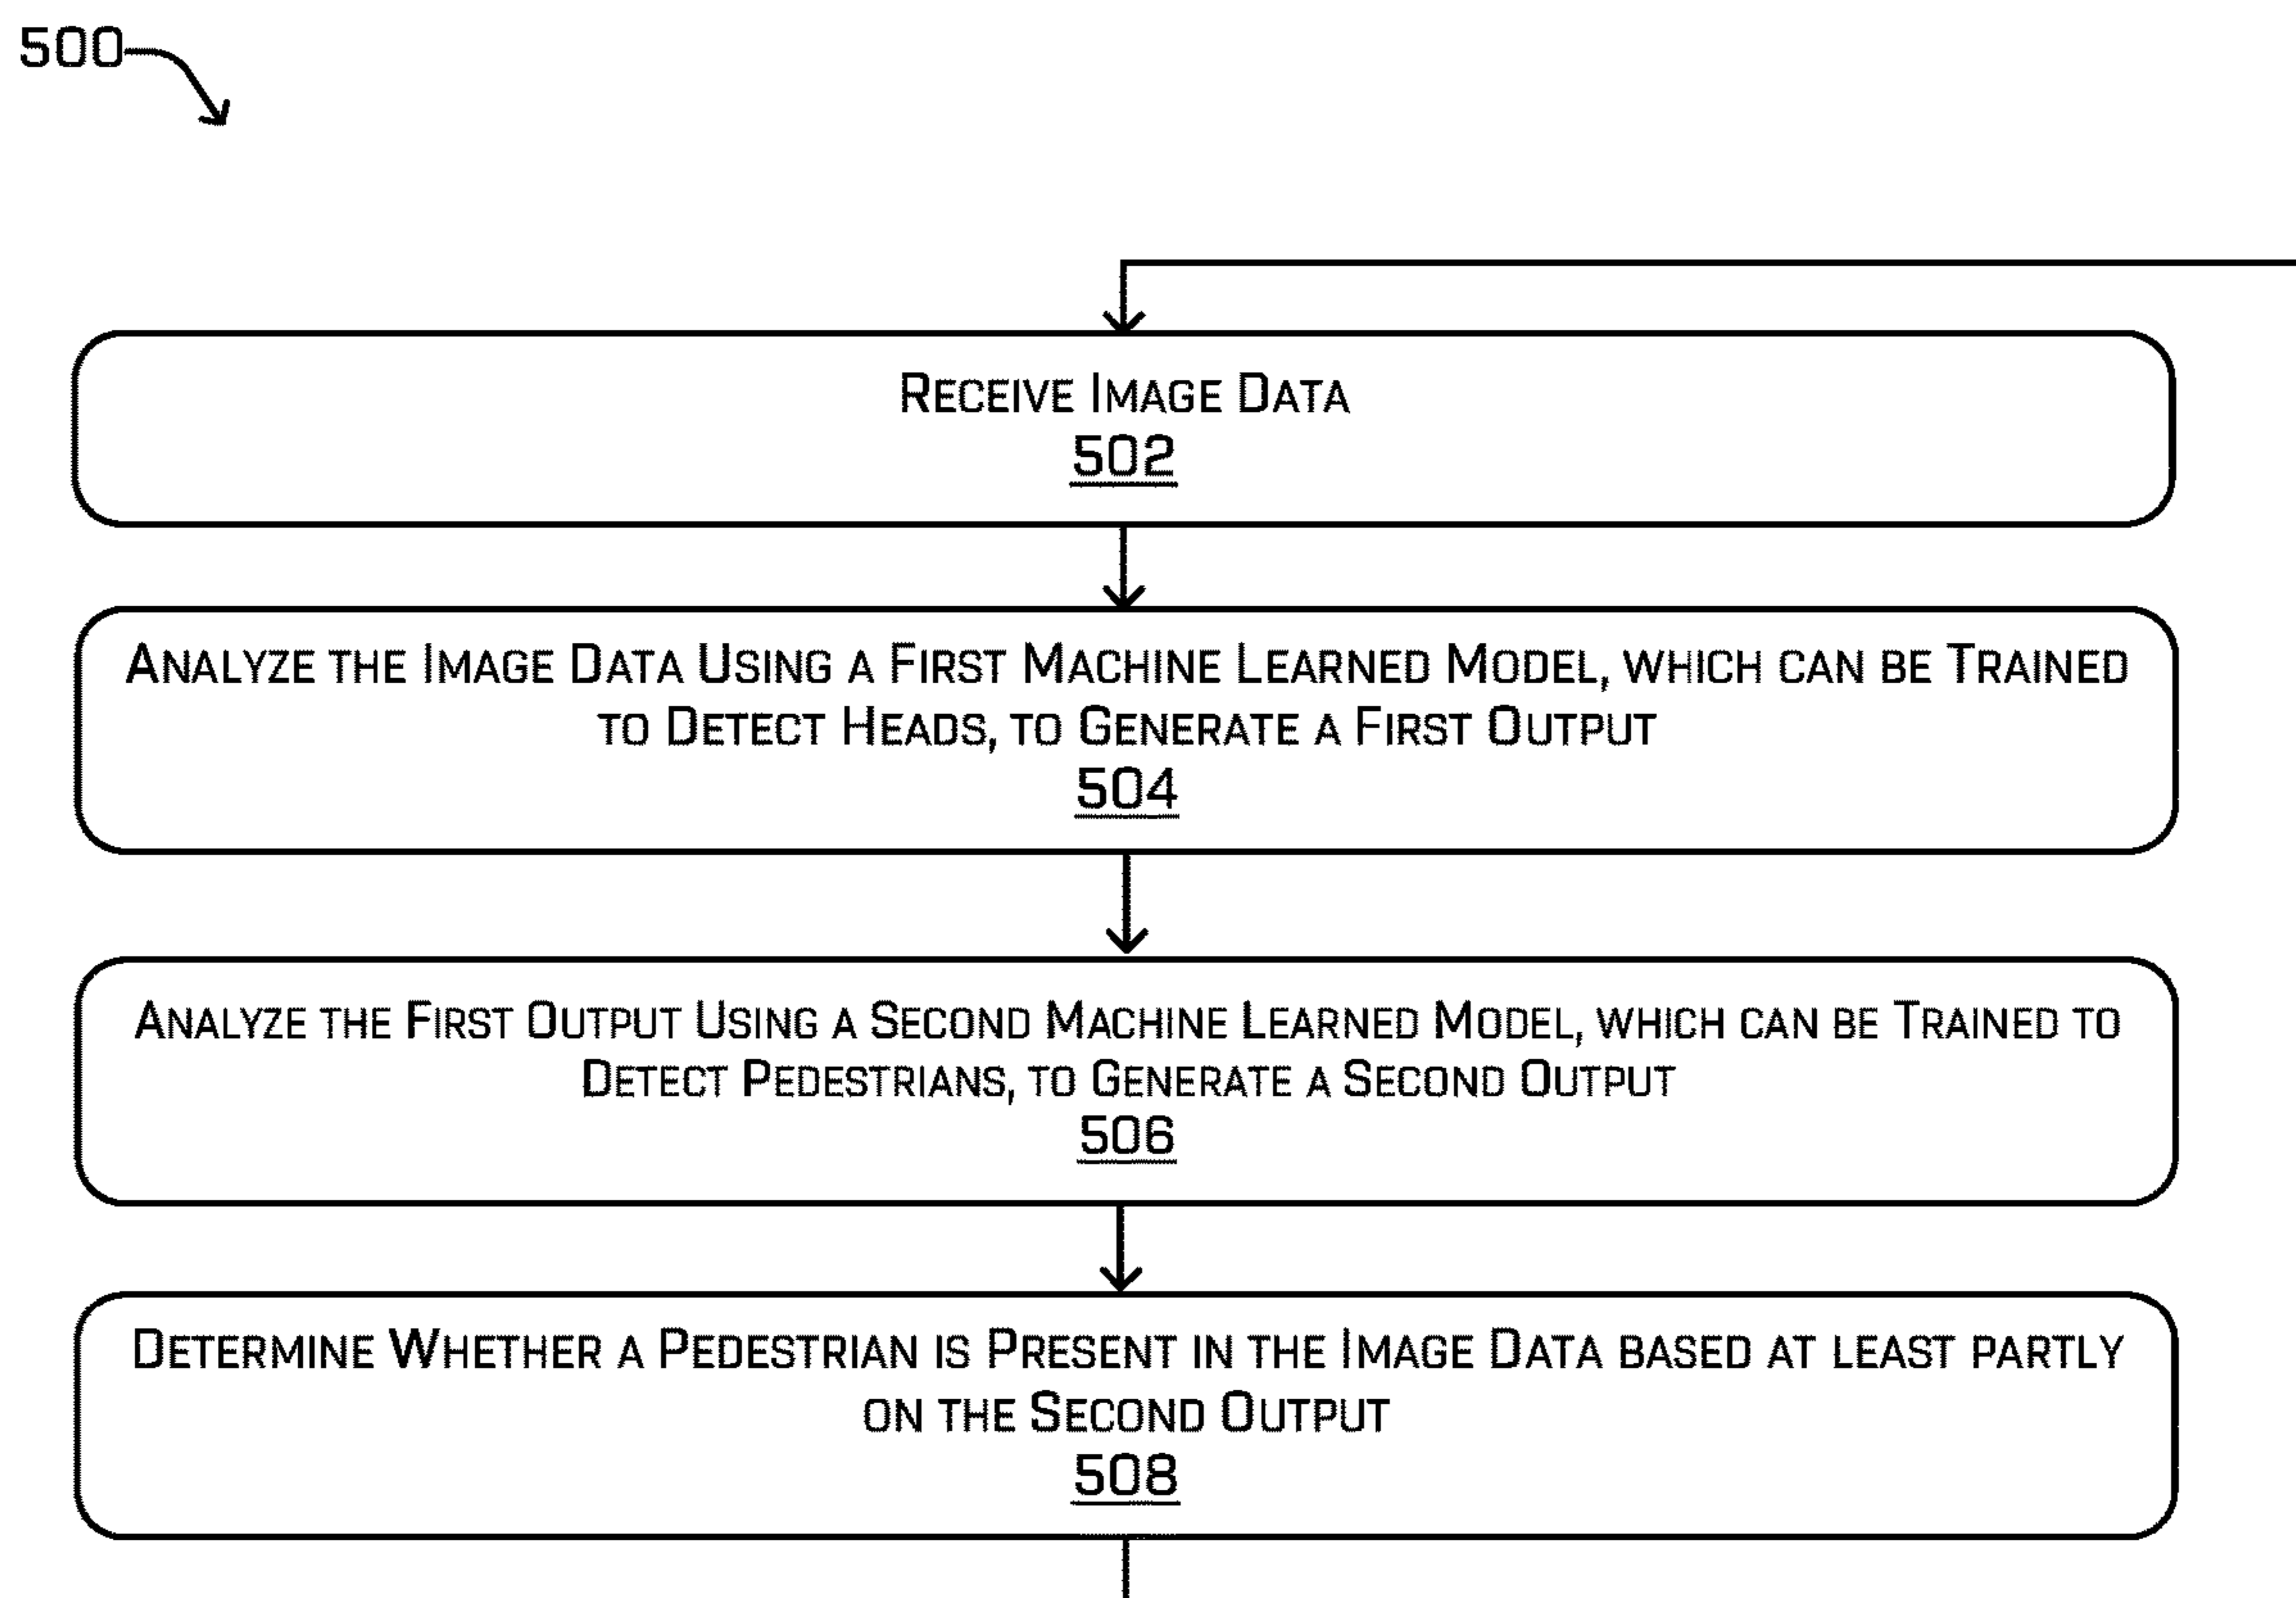 500
Receive Image Data
502
Analyze the Image Data Using a First Machine Learned Model, which can be Trained
to Detect Heads, to Generate a First Output
504
Analyze the First Output Using a Second Machine Learned Model, which can be Trained to
Detect Pedestrians, to Generate a Second Output
506
Determine Whether a Pedestrian is Present in the Image Data based at least partly
on the Second Output
508